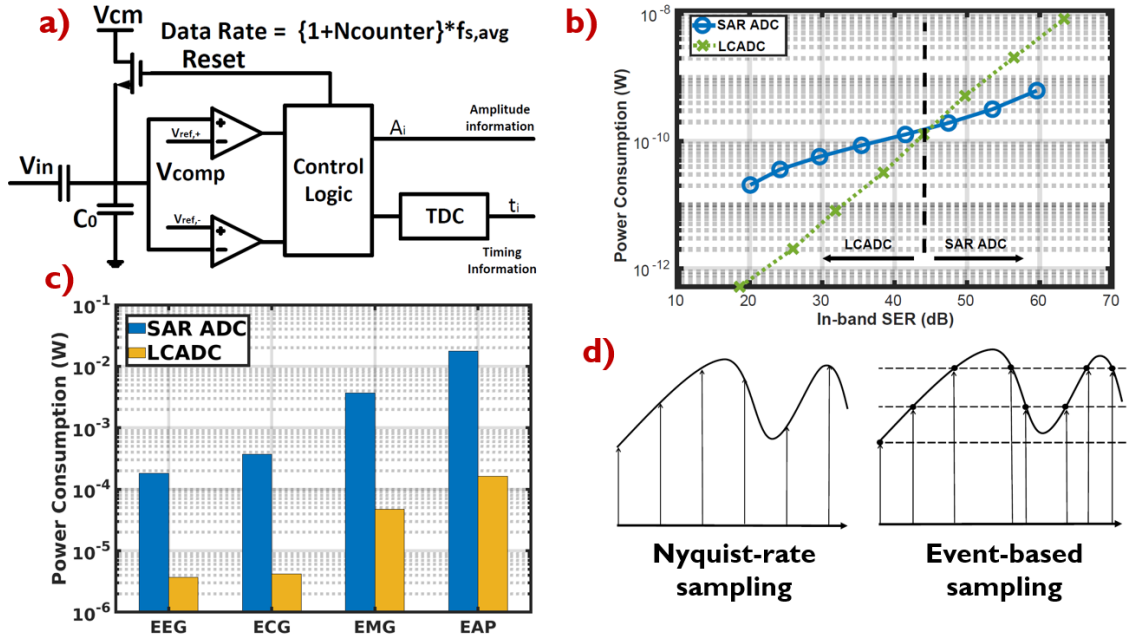 a)
Vcm
Data Rate = {1+Ncounter}*fs,avg
Reset
Vref,+
Vcomp
Vin
C0
Vref,-
Control
Logic
Ai
Amplitude
information
TDC
ti
Timing
Information
b)
SAR ADC
LCADC
Power Consumption (W)
10-8
10-10
10-12
LCADC
SAR ADC
10
20
30
40
50
60
70
In-band SER (dB)
c)
SAR ADC
LCADC
Power Consumption (W)
10-1
10-2
10-3
10-4
10-5
10-6
EEG
ECG
EMG
EAP
d)
Nyquist-rate
sampling
Event-based
sampling